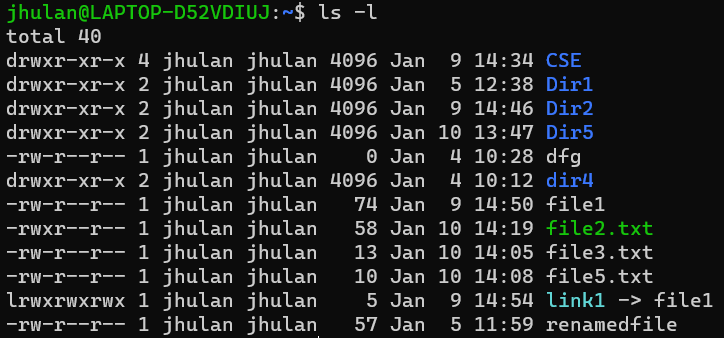 jhulan@LAPTOP-D52VDIUJ:~$ ls -l
total 40
drwxr-xr-x 4 jhulan jhulan 4096 Jan  9 14:34 CSE
drwxr-xr-x 2 jhulan jhulan 4096 Jan  5 12:38 Dir1
drwxr-xr-x 2 jhulan jhulan 4096 Jan  9 14:46 Dir2
drwxr-xr-x 2 jhulan jhulan 4096 Jan 10 13:47 Dir5
-rw-r--r-- 1 jhulan jhulan    0 Jan  4 10:28 dfg
drwxr-xr-x 2 jhulan jhulan 4096 Jan  4 10:12 dir4
-rw-r--r-- 1 jhulan jhulan   74 Jan  9 14:50 file1
-rwx--r--- 1 jhulan jhulan   58 Jan 10 14:19 file2.txt
-rw-r--r-- 1 jhulan jhulan   13 Jan 10 14:05 file3.txt
-rw-r--r-- 1 jhulan jhulan   10 Jan 10 14:08 file5.txt
lrwxrwxrwx 1 jhulan jhulan    5 Jan  9 14:54 link1 -> file1
-rw-r--r-- 1 jhulan jhulan   57 Jan  5 11:59 renamedfile